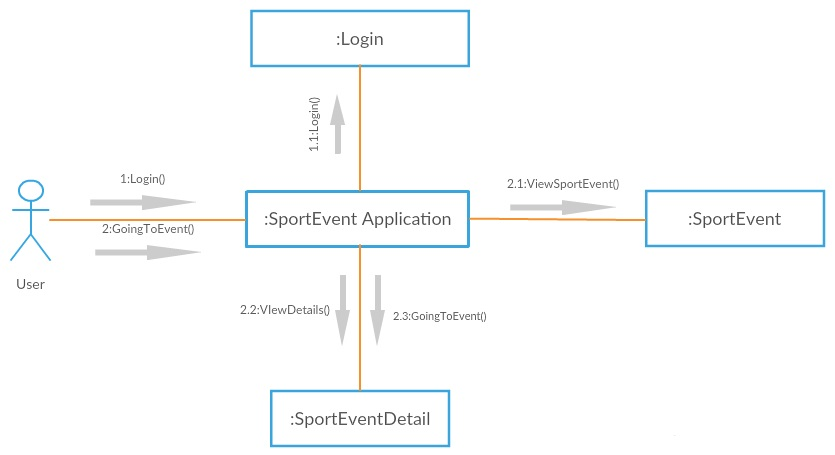 :Login
1.1:Login()
1:Login()
2.1:ViewSportEvent()
:SportEvent Application
:SportEvent
2:GoingToEvent()
User
2.2:VIewDetails()
2.3:GoingToEvent()
:SportEventDetail